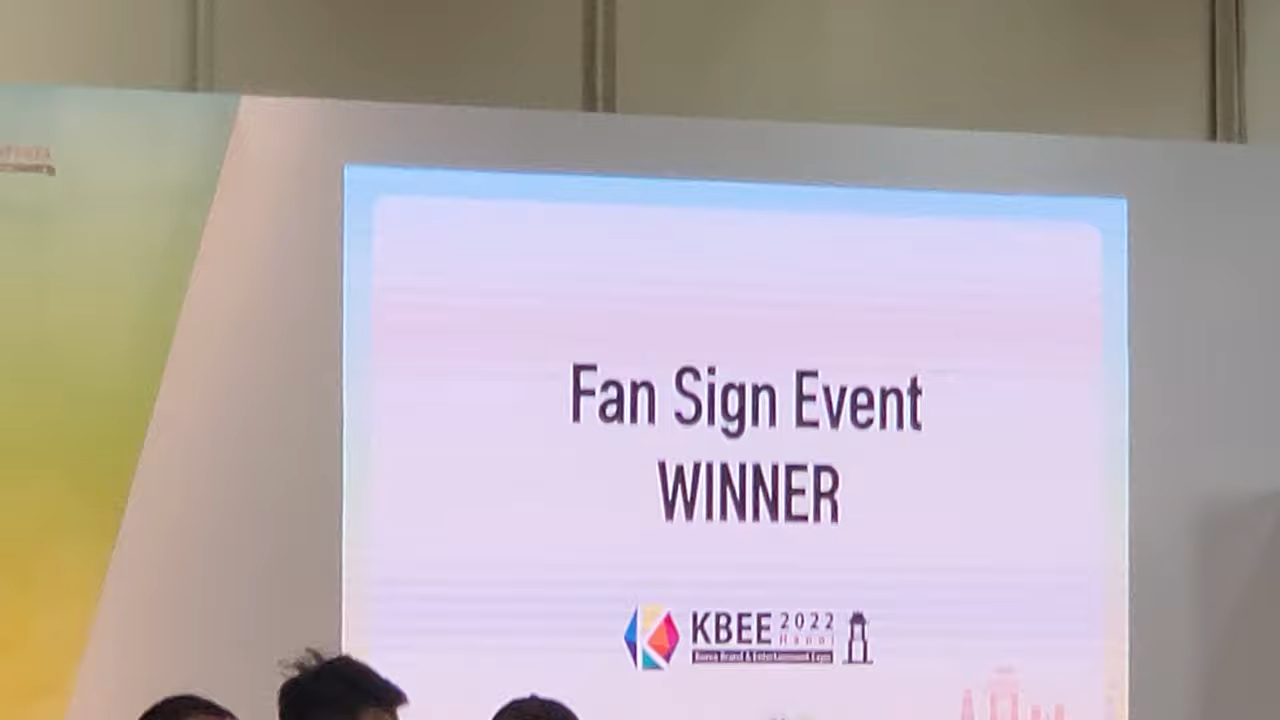 Fan Sign Event
WINNER
KBEE 2022
Hanoi
Korea Brand & Entertainment Expo